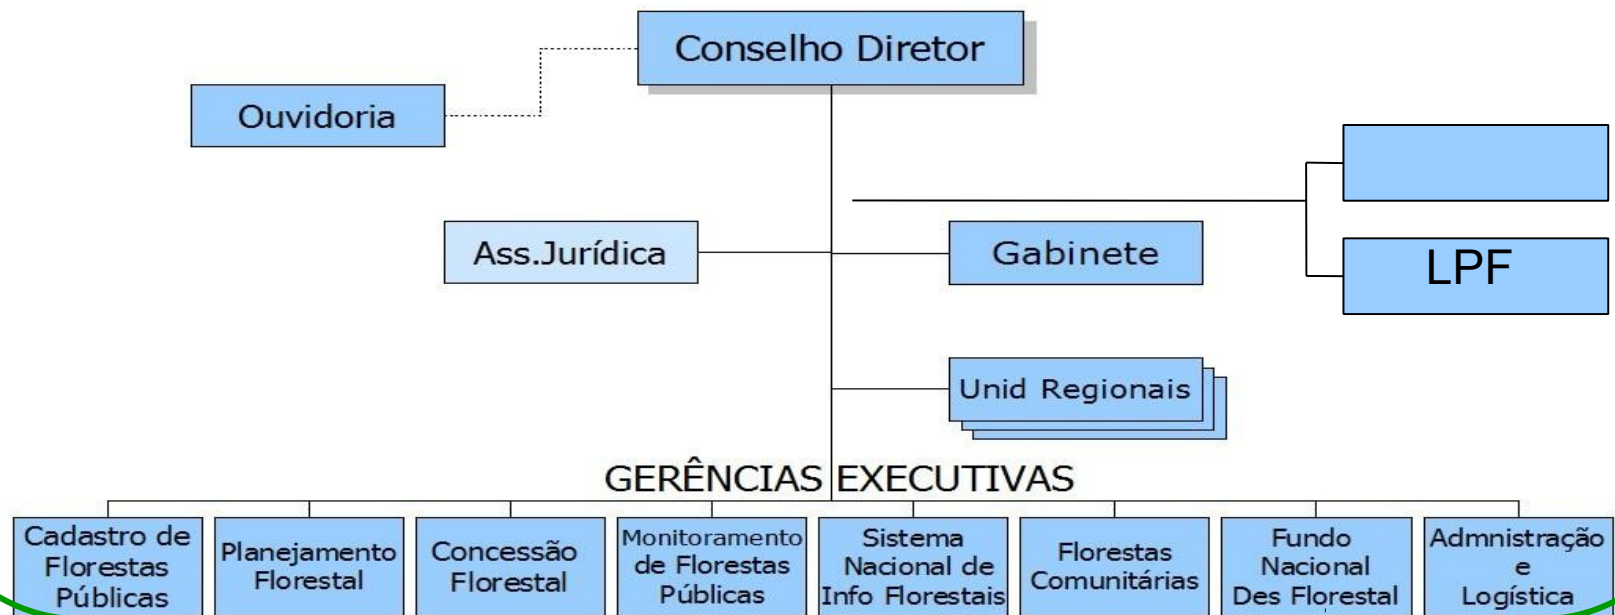 Conselho Diretor
Ouvidoria
Ass.Jurídica
Gabinete
LPF
Unid Regionais
GERÊNCIAS EXECUTIVAS
Cadastro de
Florestas
Públicas
Planejamento
Florestal
Concessão
Florestal
Monitoramento
de Florestas
Públicas
Sistema
Nacional de
Info Florestais
Florestas
Comunitárias
Fundo
Nacional
Des Florestal
Admnistração
e
Logística